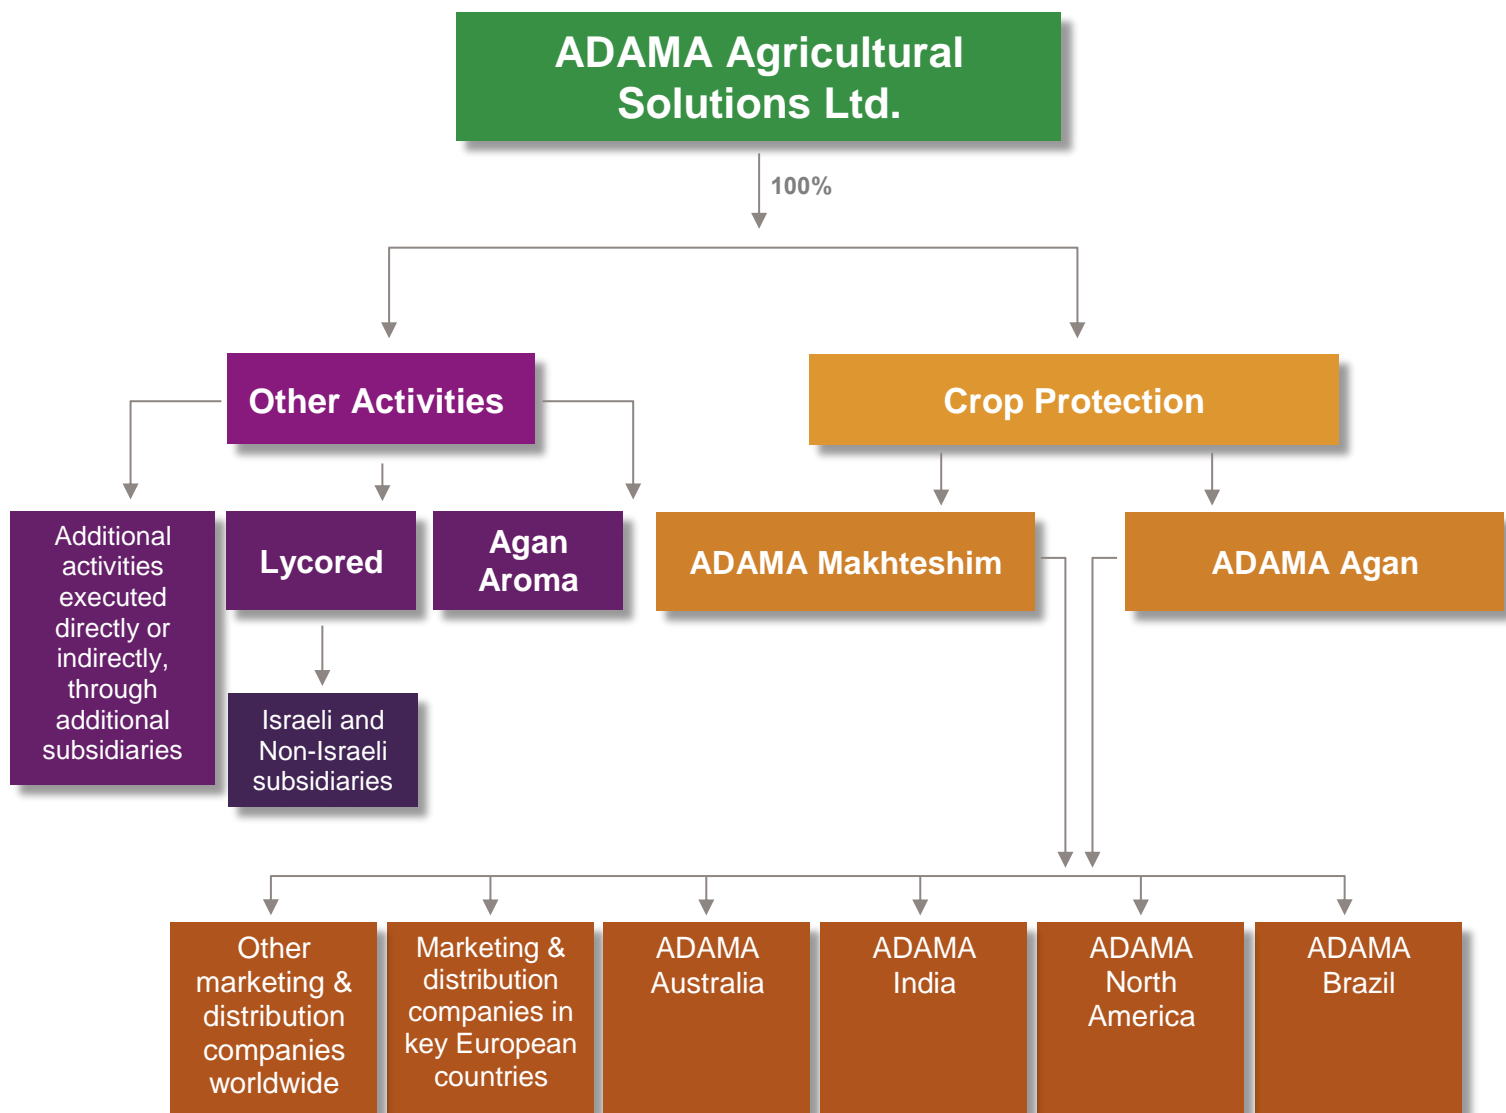 ADAMA Agricultural
Solutions Ltd.
100%
Other Activities
Crop Protection
Additional
activities
executed
directly or
indirectly,
through
additional
subsidiaries
Lycored
Agan
Aroma
ADAMA Makhteshim
ADAMA Agan
Israeli and
Non-Israeli
subsidiaries
Other
marketing &
distribution
companies
worldwide
Marketing &
distribution
companies in
key European
countries
ADAMA
Australia
ADAMA
India
ADAMA
North
America
ADAMA
Brazil